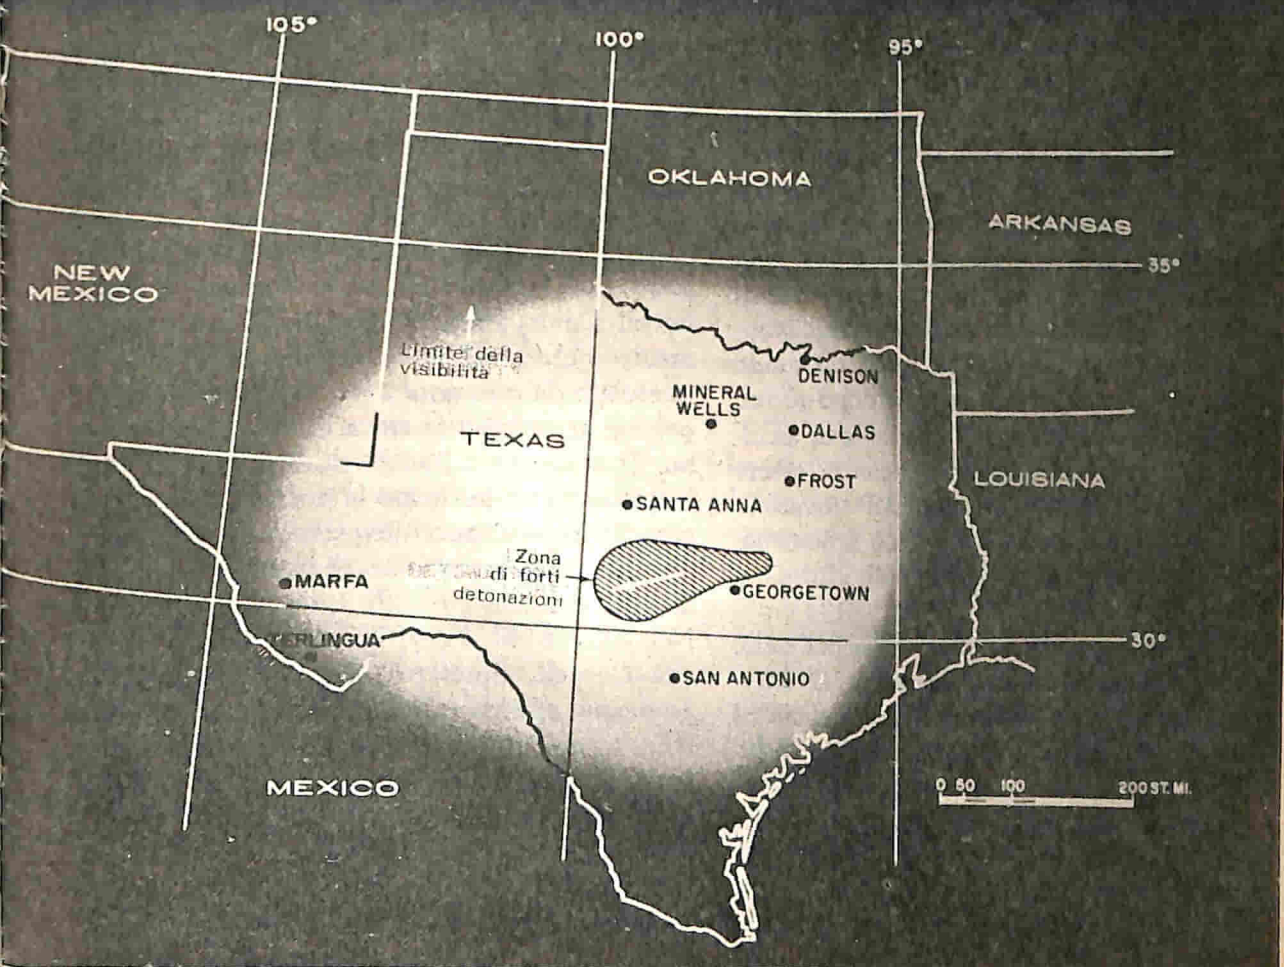 105°
100°
95°
OKLAHOMA
ARKANSAS
35°
NEW
MEXICO
Limite della
visibilità
DENISON
MINERAL
WELLS
TEXAS
DALLAS
FROST
LOUISIANA
SANTA ANNA
Zona
di forti
detonazioni
MARFA
GEORGETOWN
TERLINGUA
30°
SAN ANTONIO
MEXICO
0 50 100 200 ST. MI.